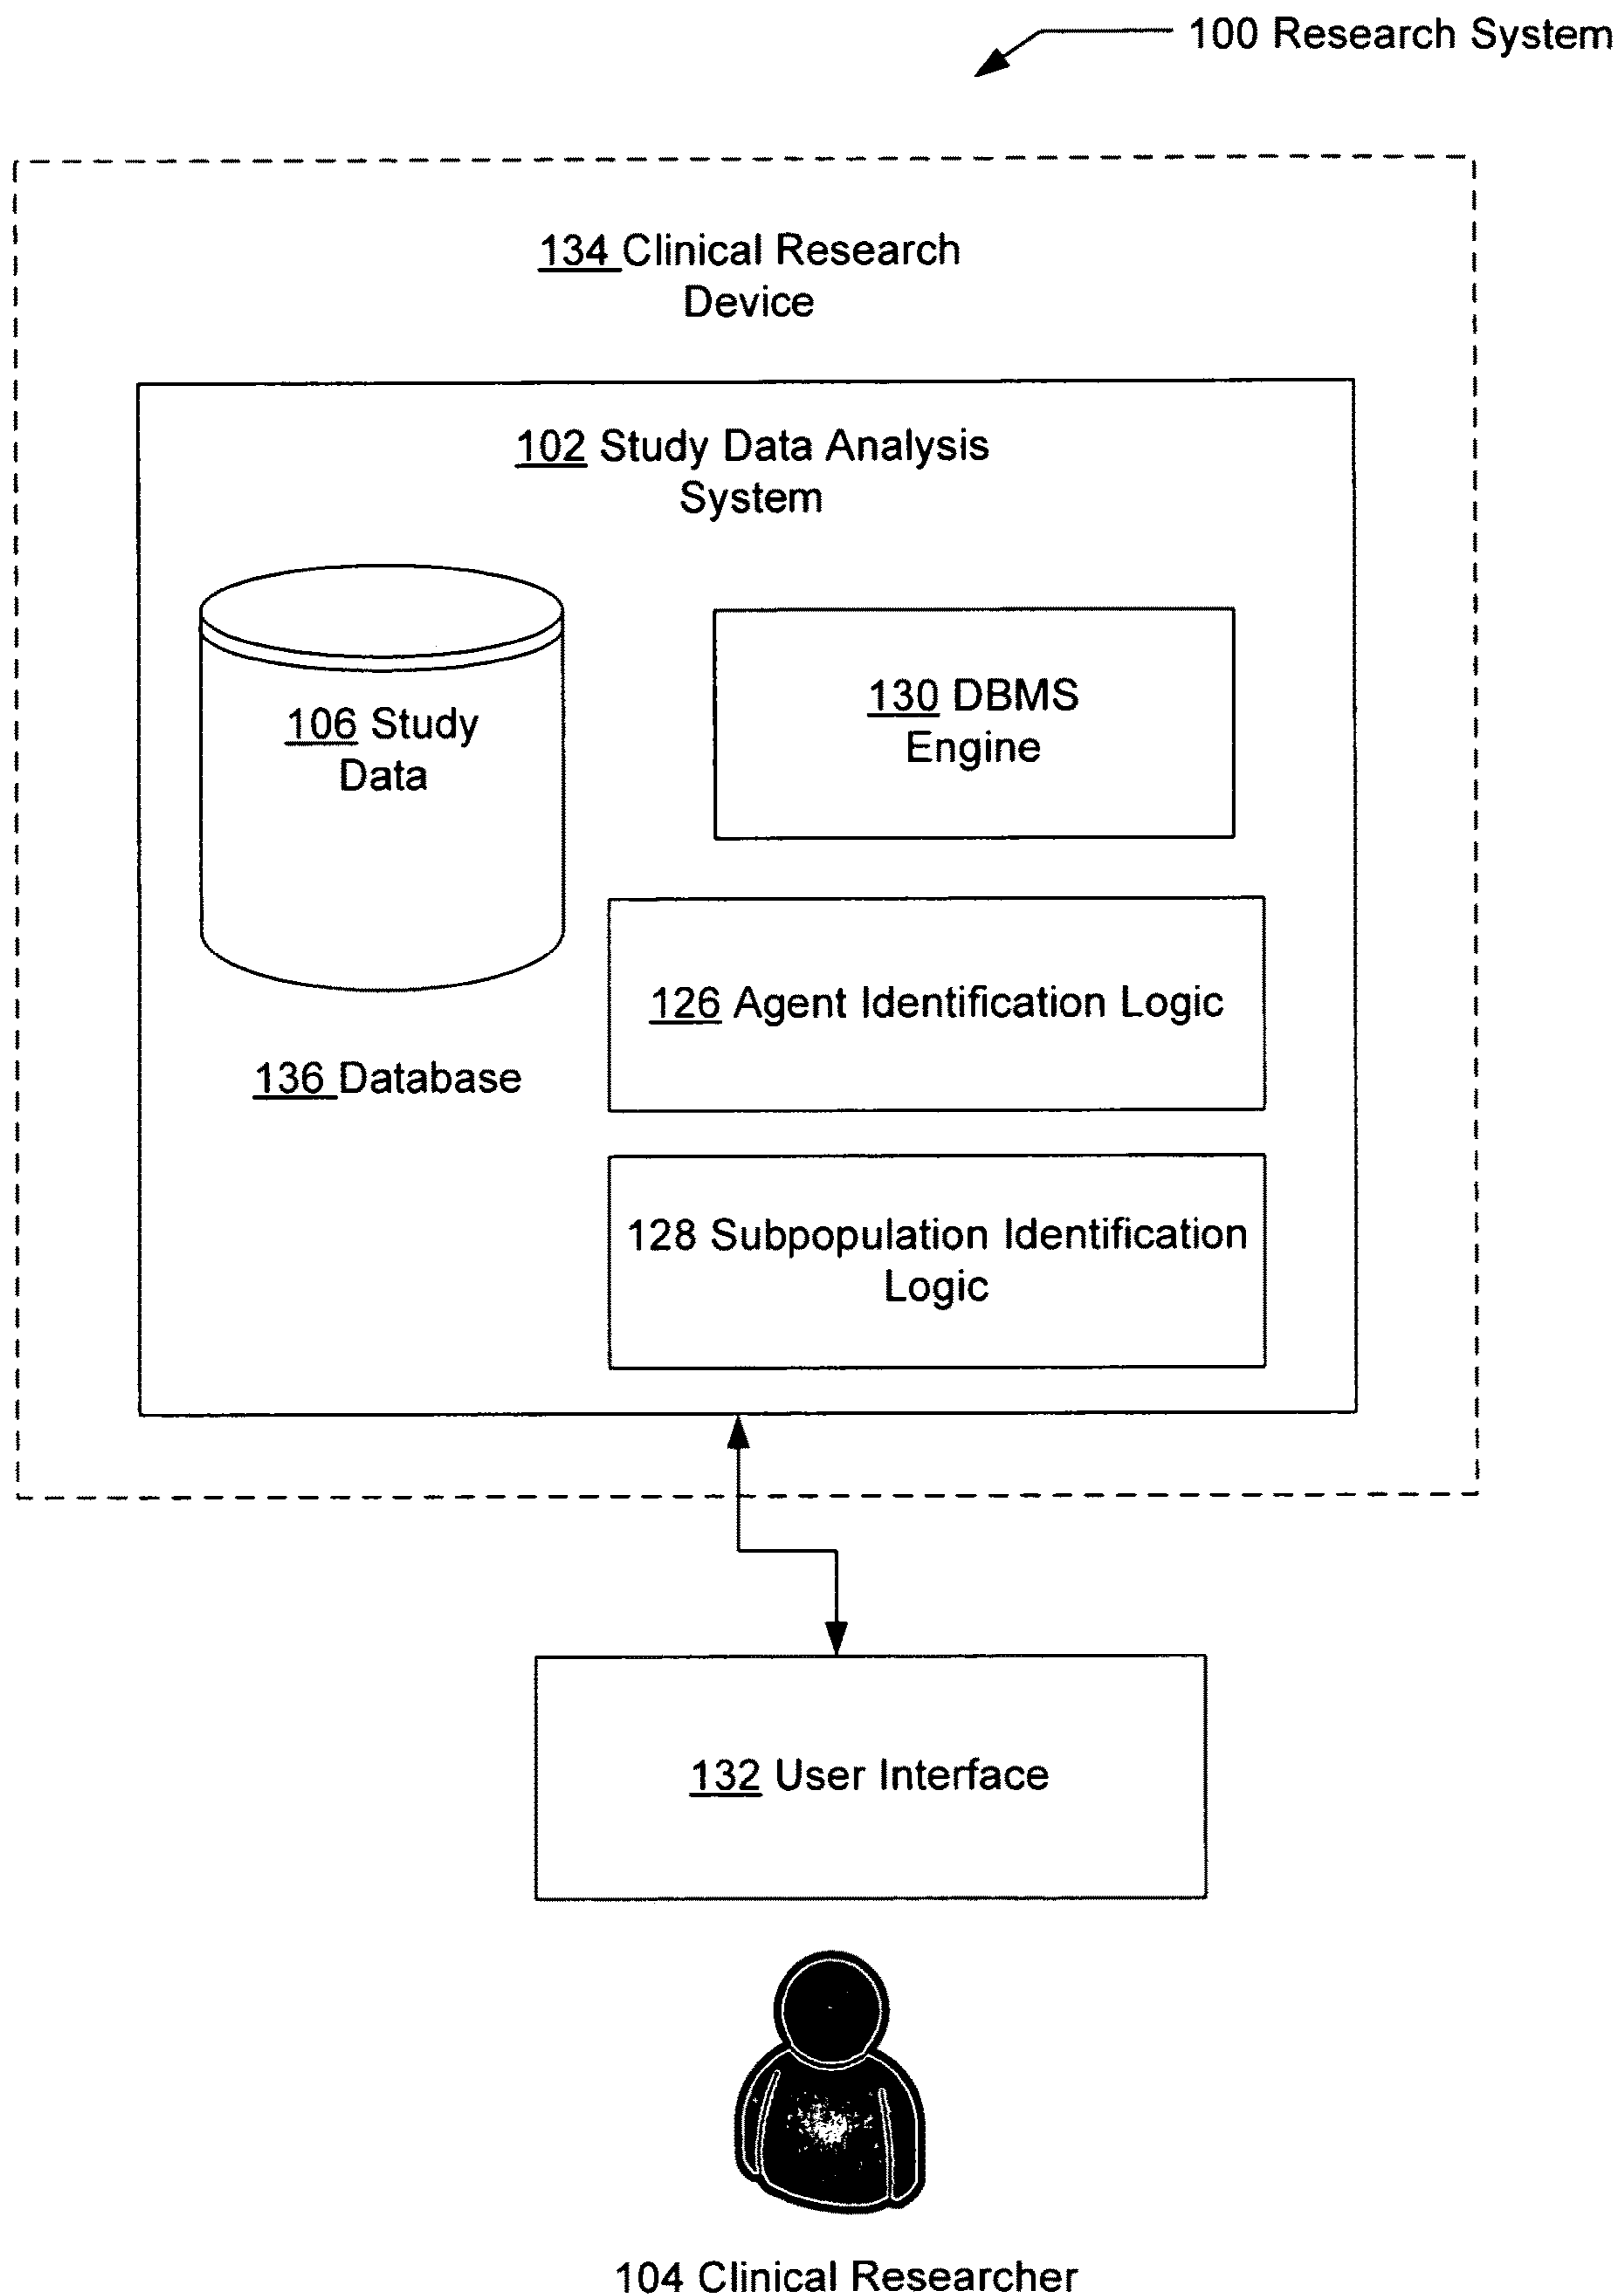 100 Research System
134 Clinical Research
Device
102 Study Data Analysis
System
106 Study
Data
130 DBMS
Engine
126 Agent Identification Logic
136 Database
128 Subpopulation Identification
Logic
132 User Interface
104 Clinical Researcher